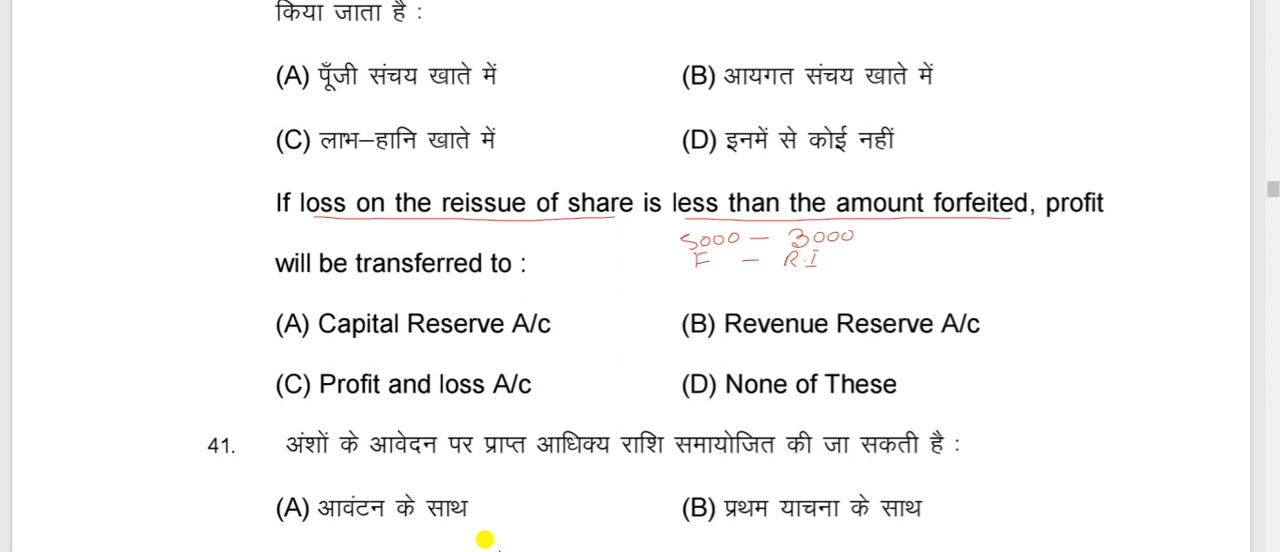 किया जाता है :
(A) पूँजी संचय खाते में (B) आयगत संचय खाते में
(C) लाभ–हानि खाते में (D) इनमें से कोई नहीं
If loss on the reissue of share is less than the amount forfeited, profit
5000 – 3000
will be transferred to : F – R.I
(A) Capital Reserve A/c (B) Revenue Reserve A/c
(C) Profit and loss A/c (D) None of These
41. अंशों के आवेदन पर प्राप्त आधिक्य राशि समायोजित की जा सकती है :
(A) आवंटन के साथ (B) प्रथम याचना के साथ